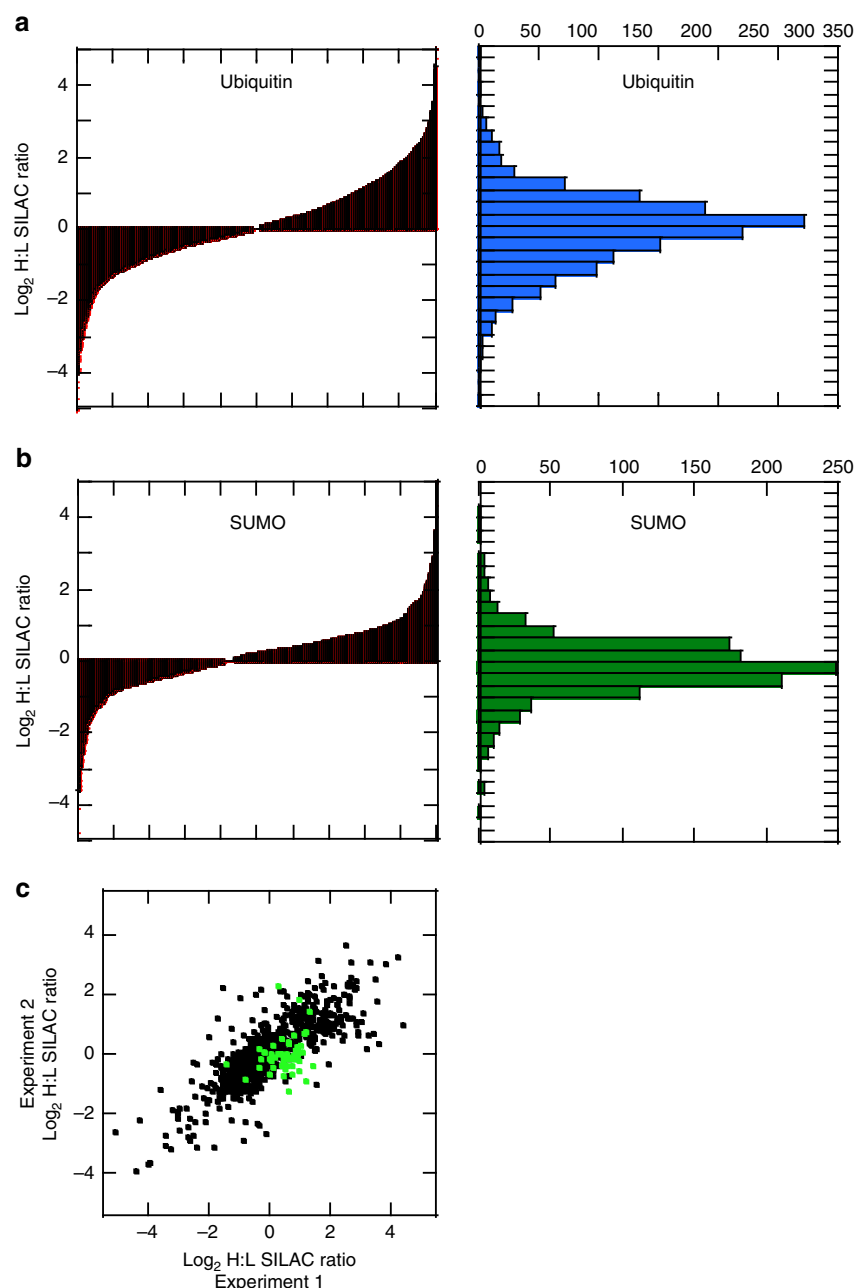 a
0 50 100 150 200 250 300 350
4
2
0
−2
−4
Log2 H:L SILAC ratio
Ubiquitin
Ubiquitin
b
0 50 100 150 200 250
4
2
0
−2
−4
Log2 H:L SILAC ratio
SUMO
SUMO
c
4
2
0
−2
−4
Experiment 2
Log2 H:L SILAC ratio
−4 −2 0 2 4
Log2 H:L SILAC ratio
Experiment 1